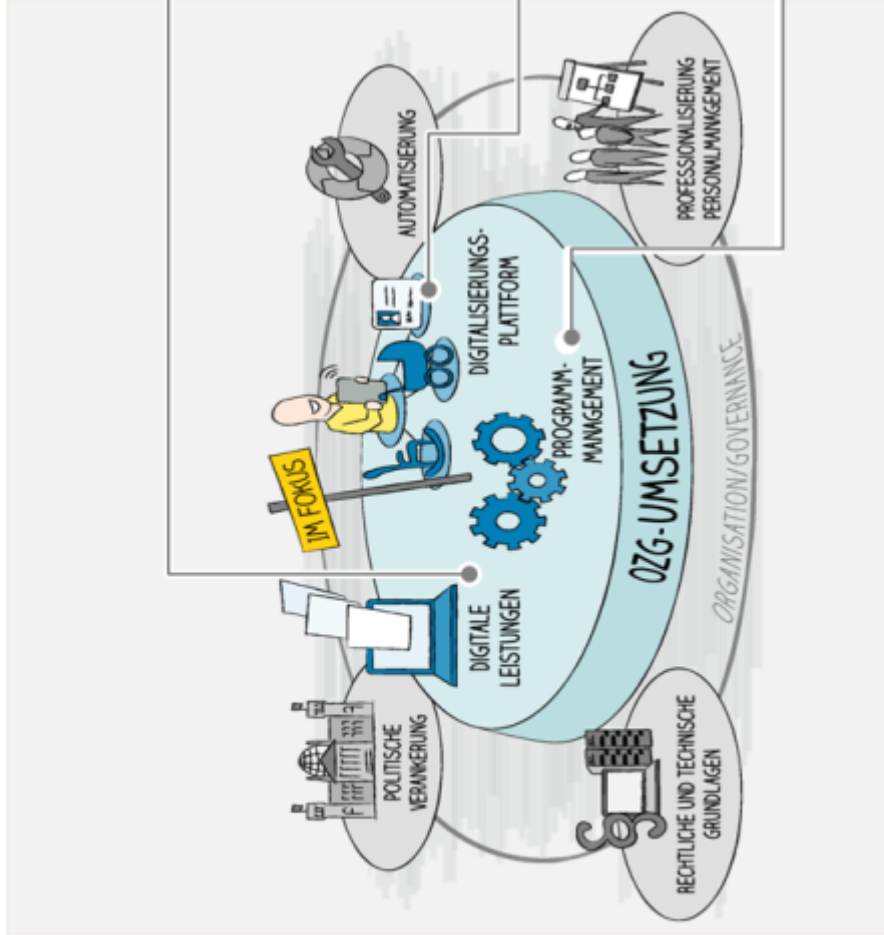 POLITISCHE
VERANKERUNG
IM FOKUS
AUTOMATISIERUNG
DIGITALE
LEISTUNGEN
DIGITALISIERUNGS-
PLATTFORM
PROGRAMM-
MANAGEMENT
OZG-UMSETZUNG
RECHTLICHE UND TECHNISCHE
GRUNDLAGEN
ORGANISATION/GOVERNANCE
PROFESSIONALISIERUNG
PERSONALMANAGEMENT